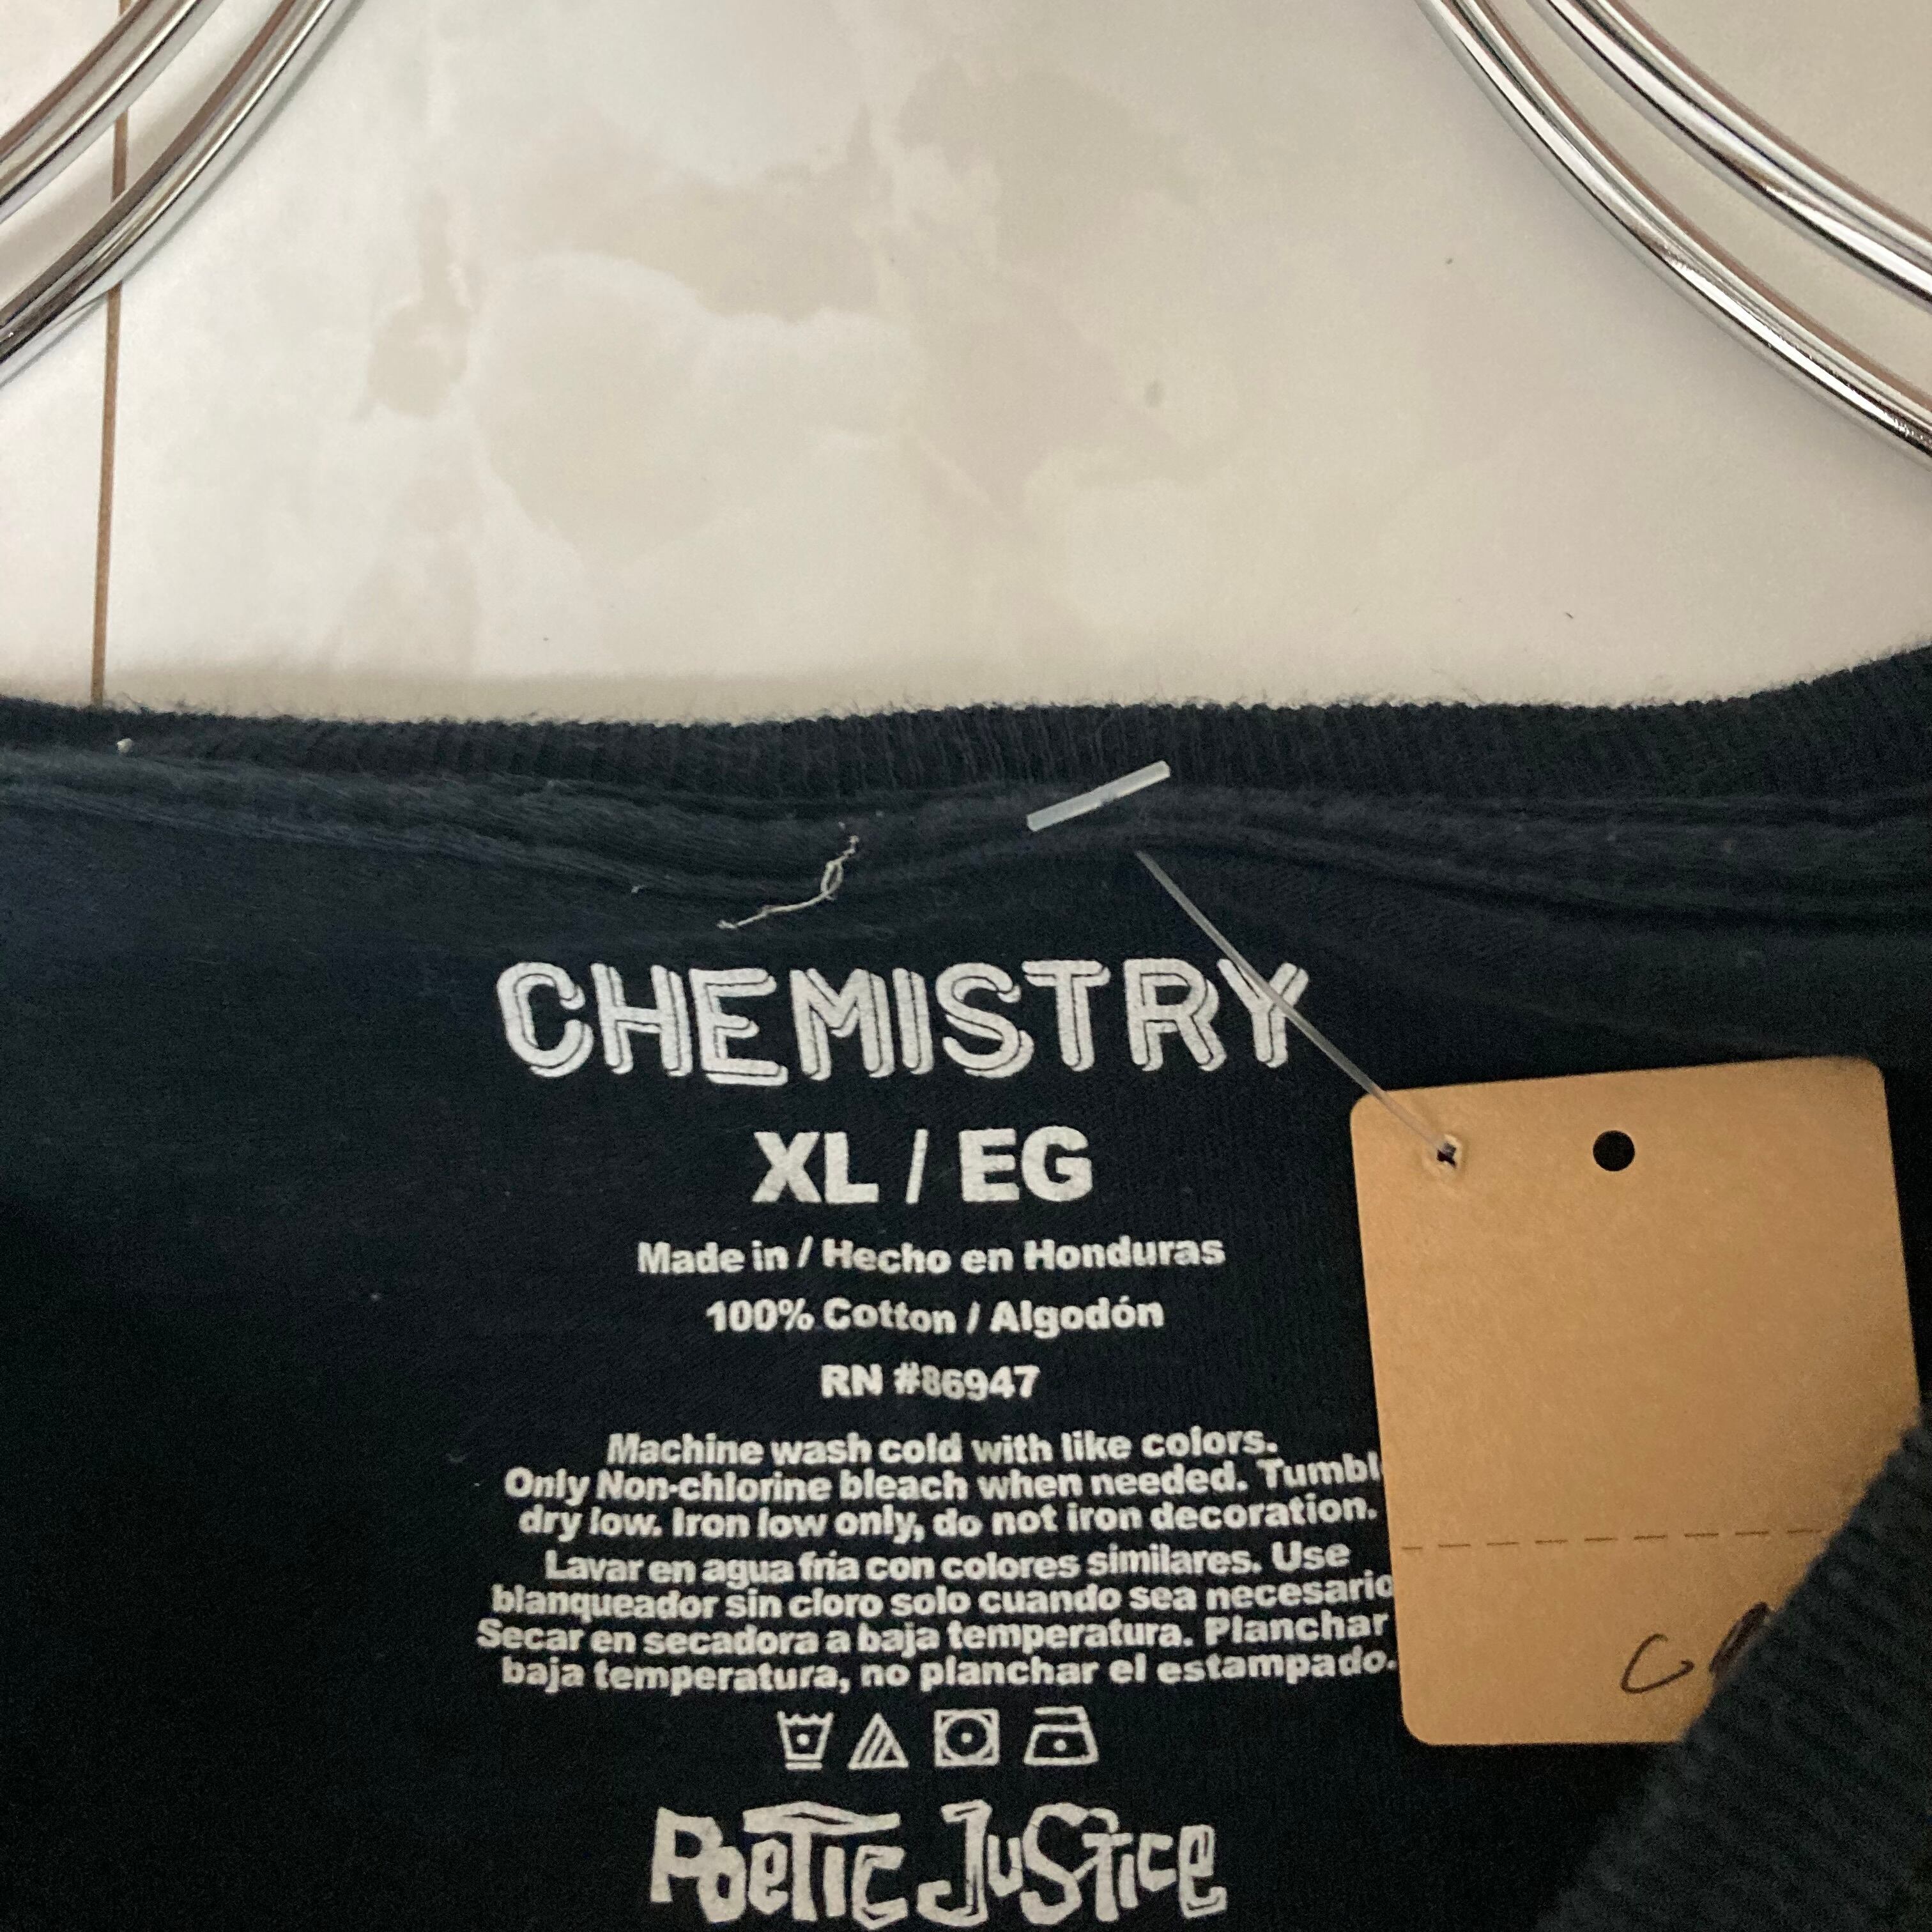 CHEMISTRY
XL / EG
Made in / Hecho en Honduras
100% Cotton / Algodón
RN #86947
Machine wash cold with like colors.
Only Non-chlorine bleach when needed. Tumbl
dry low. Iron low only, do not iron decoration.
Lavar en agua fria con colores similares. Use
blanqueador sin cloro solo cuando sea necesario
Secar en secadora a baja temperatura. Planchar
baja temperatura, no planchar el estampado.
POETIC JUSTICE